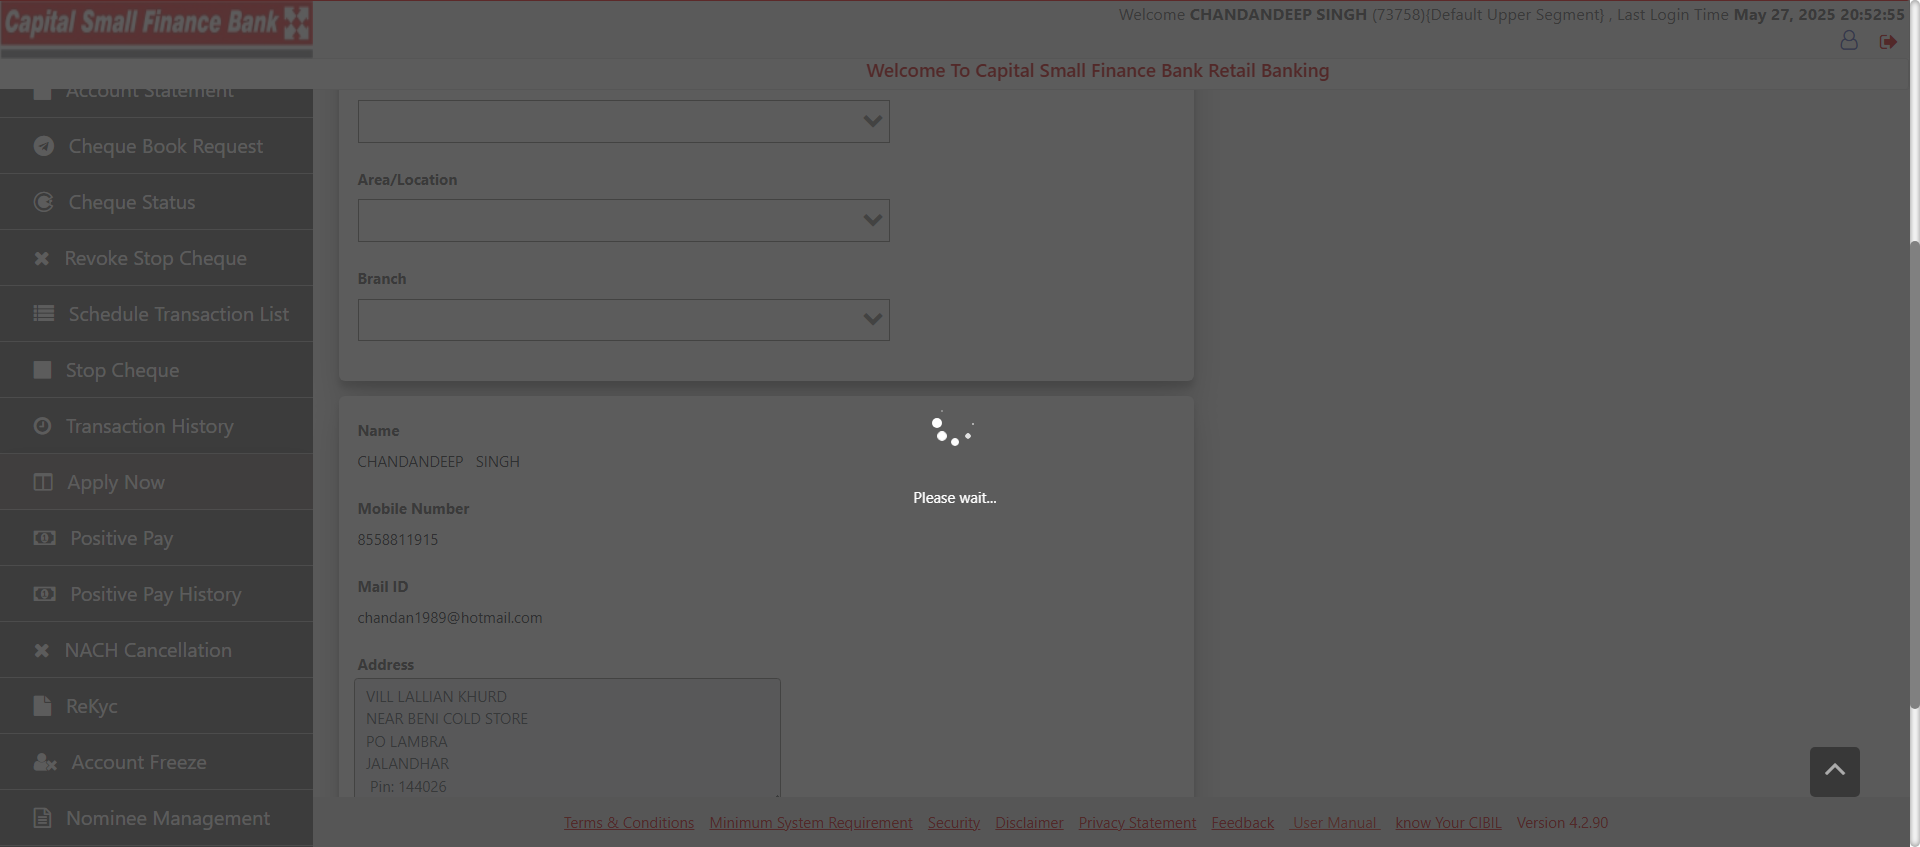 Capital Small Finance Bank
Welcome CHANDANDEEP SINGH (73758){Default Upper Segment} , Last Login Time May 27, 2025 20:52:55
Welcome To Capital Small Finance Bank Retail Banking
Account Statement
Cheque Book Request
Cheque Status
Revoke Stop Cheque
Schedule Transaction List
Stop Cheque
Transaction History
Apply Now
Positive Pay
Positive Pay History
NACH Cancellation
ReKyc
Account Freeze
Nominee Management
Area/Location
Branch
Name
CHANDANDEEP SINGH
Mobile Number
8558811915
Mail ID
chandan1989@hotmail.com
Address
VILL LALLIAN KHURD
NEAR BENI COLD STORE
PO LAMBRA
JALANDHAR
Pin: 144026
Please wait...
Terms & Conditions Minimum System Requirement Security Disclaimer Privacy Statement Feedback User Manual know Your CIBIL Version 4.2.90